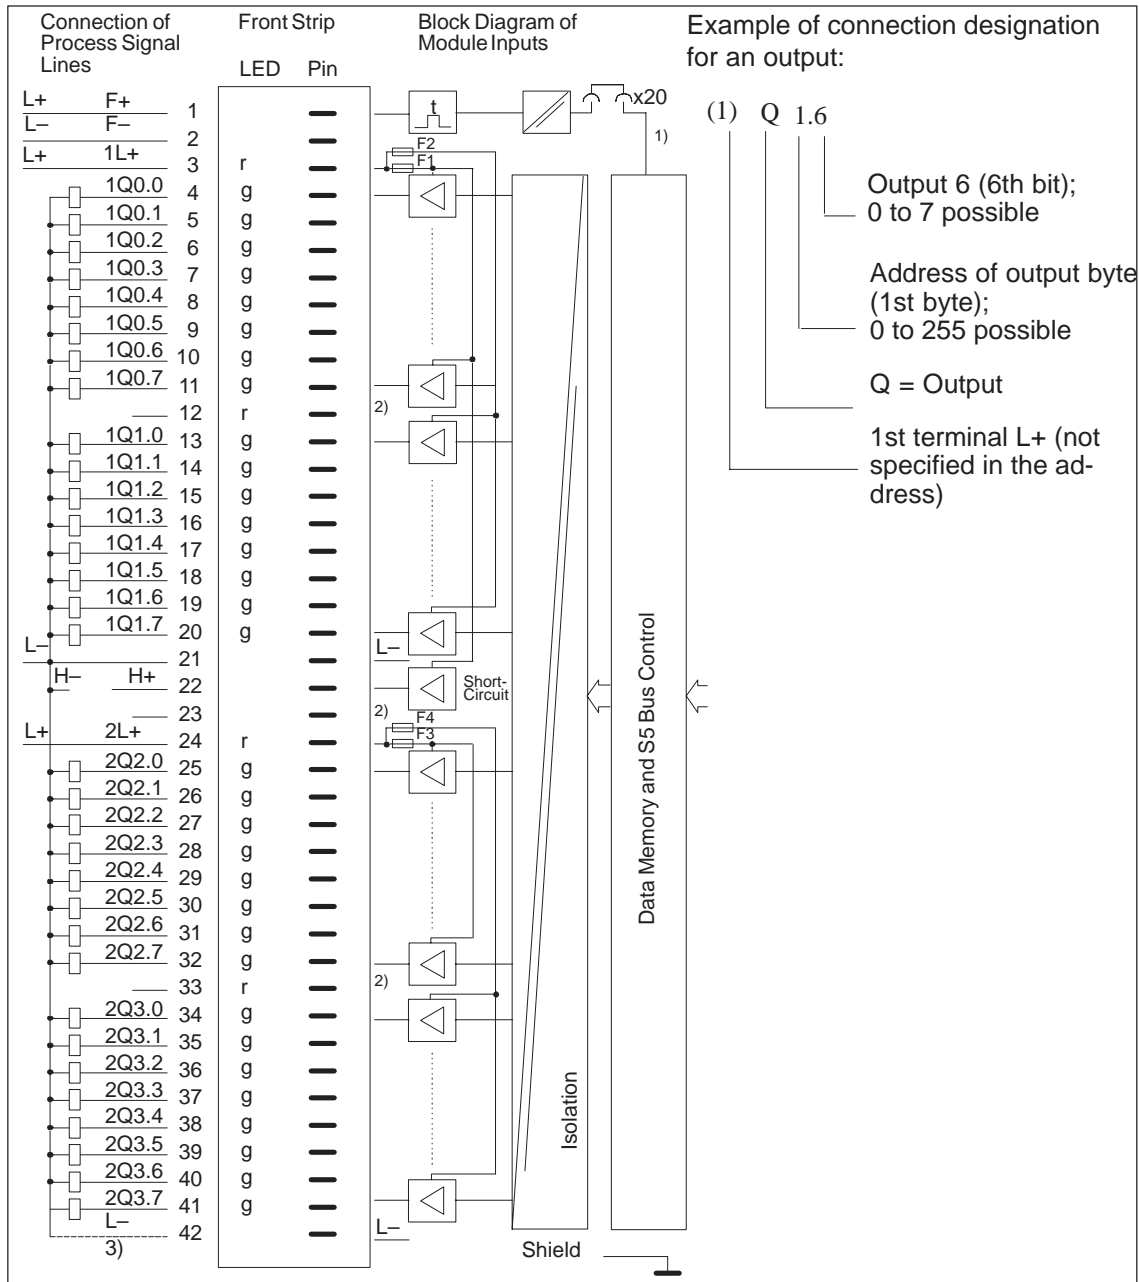 Connection of
Process Signal
Lines
Front Strip
LED Pin
Block Diagram of
Module Inputs
Example of connection designation
for an output:
L+ F+ 1
L– F– 2
L+ 1L+ 3 r
1Q0.0 4 g
1Q0.1 5 g
1Q0.2 6 g
1Q0.3 7 g
1Q0.4 8 g
1Q0.5 9 g
1Q0.6 10 g
1Q0.7 11 g
12 r
1Q1.0 13 g
1Q1.1 14 g
1Q1.2 15 g
1Q1.3 16 g
1Q1.4 17 g
1Q1.5 18 g
1Q1.6 19 g
1Q1.7 20 g
L– 21
H– H+ 22
23
L+ 2L+ 24 r
2Q2.0 25 g
2Q2.1 26 g
2Q2.2 27 g
2Q2.3 28 g
2Q2.4 29 g
2Q2.5 30 g
2Q2.6 31 g
2Q2.7 32 g
33 r
2Q3.0 34 g
2Q3.1 35 g
2Q3.2 36 g
2Q3.3 37 g
2Q3.4 38 g
2Q3.5 39 g
2Q3.6 40 g
2Q3.7 41 g
L– 42
3)
t
x20
1)
F2
F1
2)
L–
Short-
Circuit
2)
F4
F3
2)
L–
Isolation
Data Memory and S5 Bus Control
Shield
(1) Q 1.6
Output 6 (6th bit);
0 to 7 possible
Address of output byte
(1st byte);
0 to 255 possible
Q = Output
1st terminal L+ (not
specified in the ad-
dress)